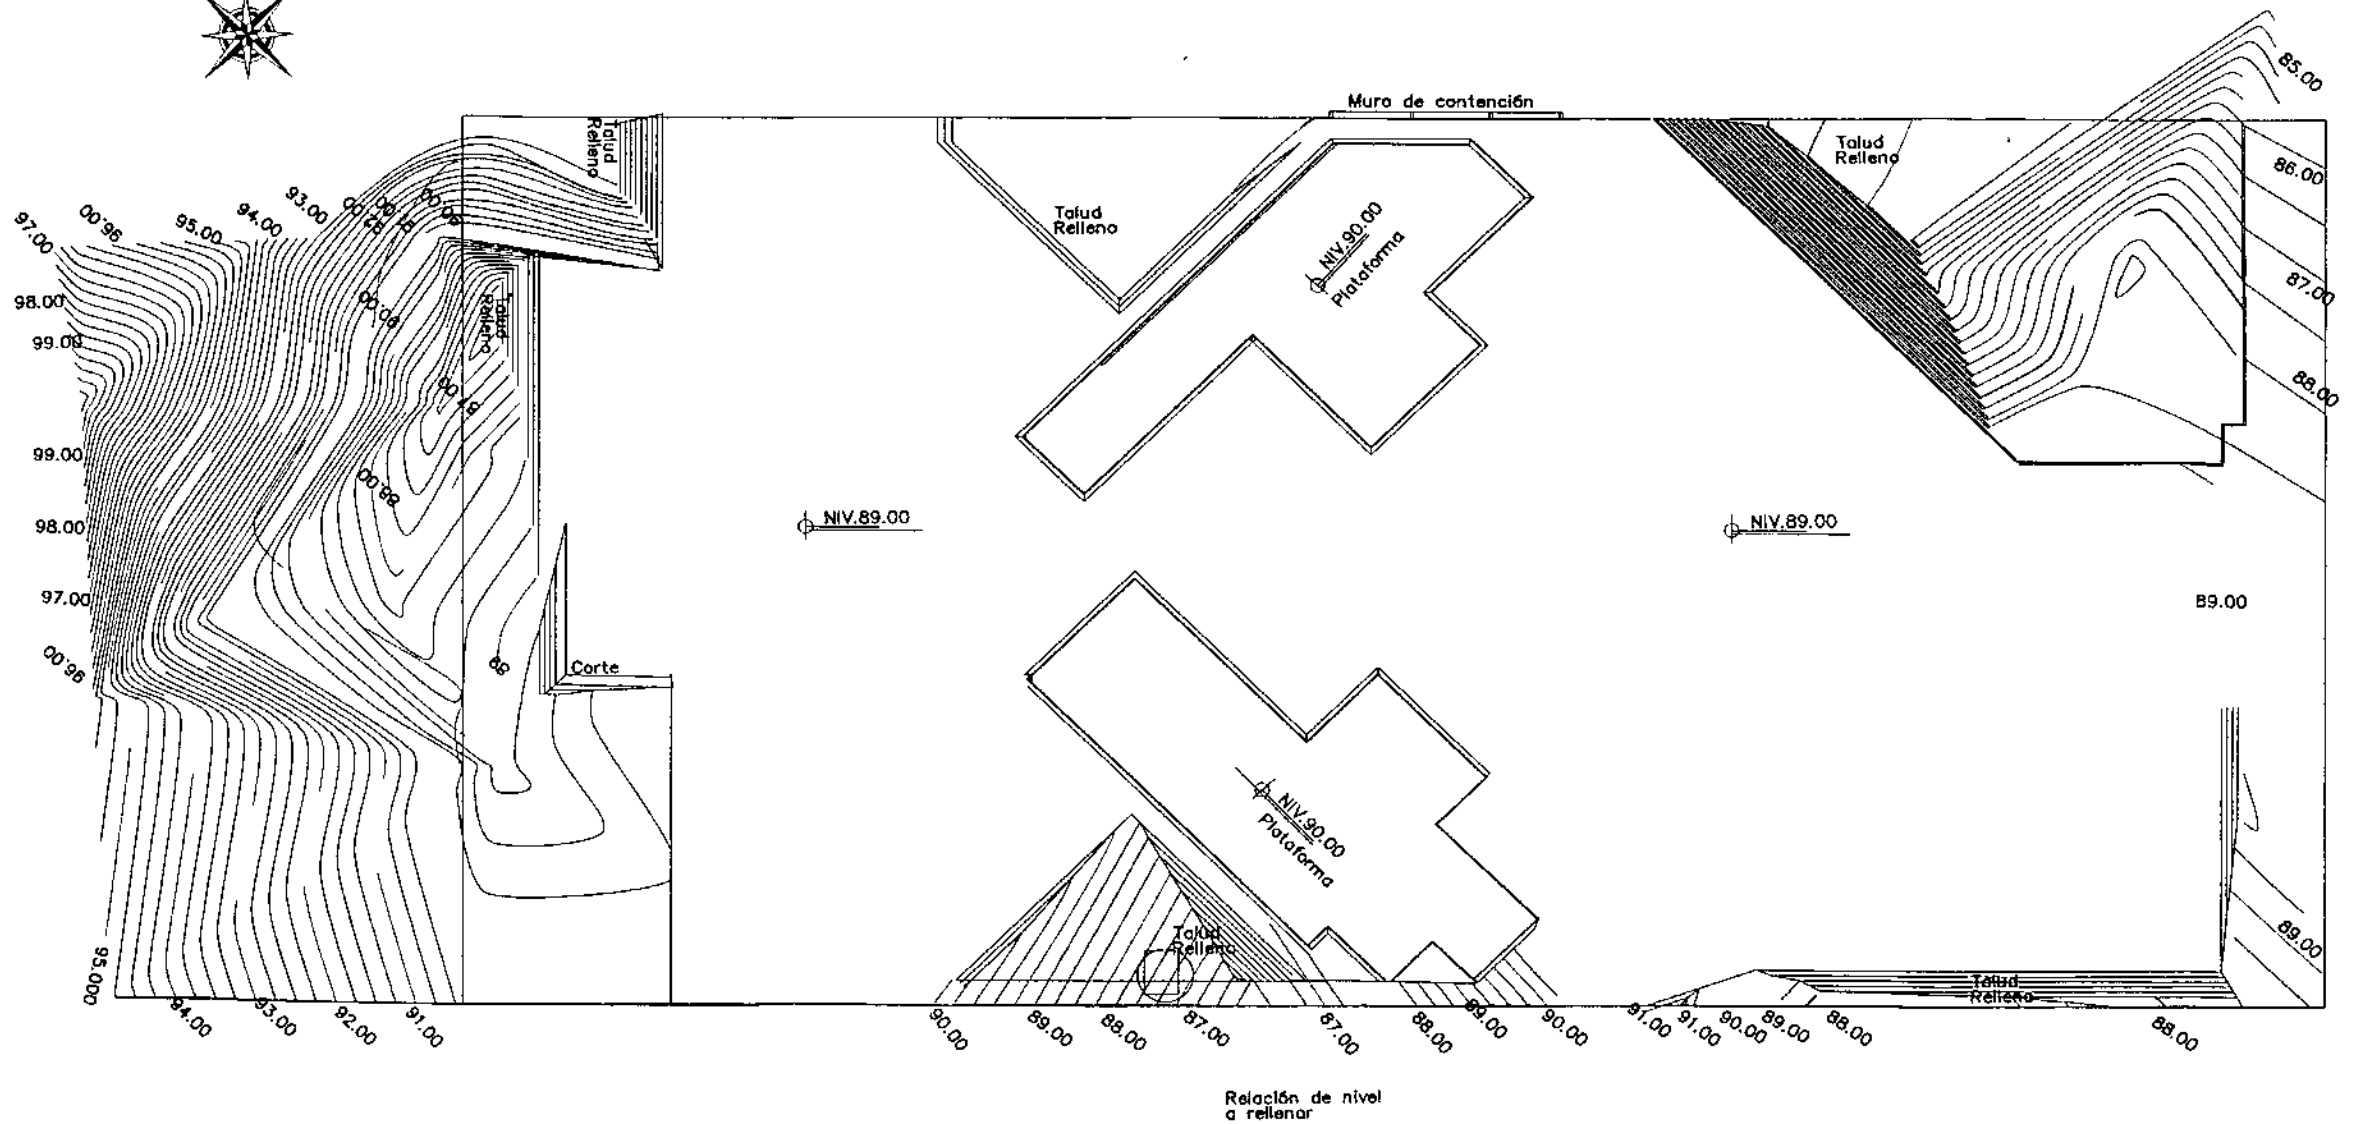 85.00
Muro de contención
Talud
Relleno
Talud
Relleno
86.00
97.00
96.00
95.00
94.00
93.00
92.00
91.00
90.00
Talud
Relleno
NIV.90.00
Plataforma
87.00
98.00
99.00
90.00
Talud
Relleno
87.00
88.00
99.00
88.00
98.00
NIV.89.00
NIV.89.00
97.00
89.00
96.00
89
Corte
NIV.90.00
Plataforma
Talud
Relleno
89.00
95.000
94.00
93.00
92.00
91.00
Talud
Relleno
90.00
89.00
88.00
87.00
87.00
88.00
89.00
90.00
91.00
91.00
90.00
89.00
88.00
88.00
Relación de nivel
a rellenar